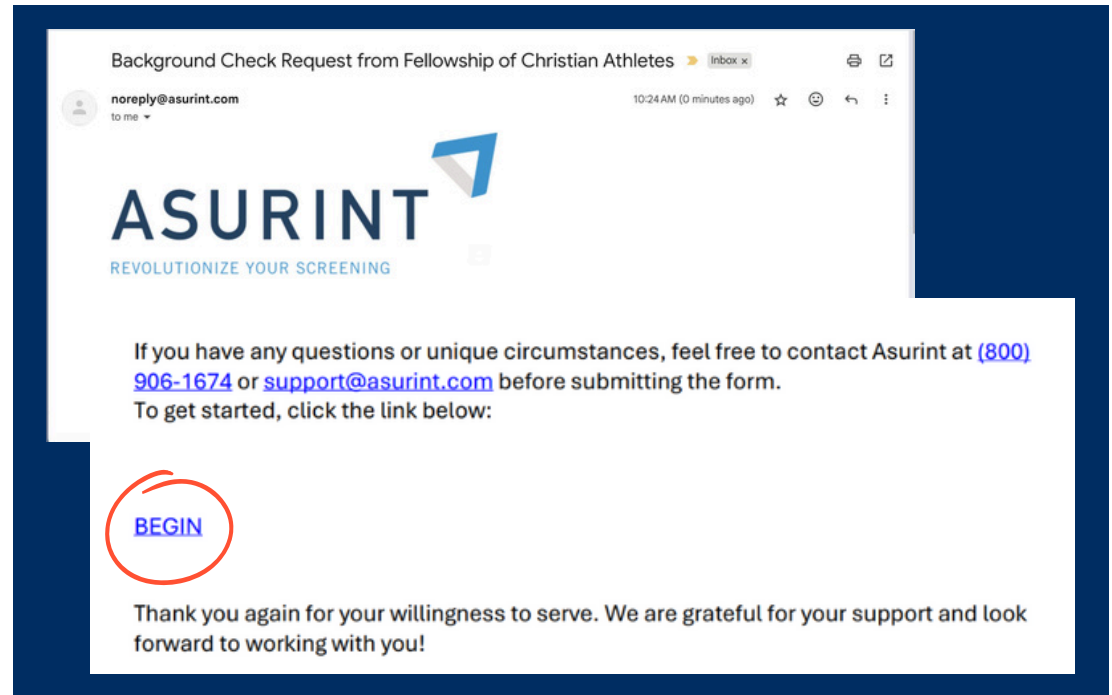 Background Check Request from Fellowship of Christian Athletes Inbox x
noreply@asurint.com 10:24 AM (0 minutes ago)
to me
ASURINT
REVOLUTIONIZE YOUR SCREENING
If you have any questions or unique circumstances, feel free to contact Asurint at (800)
906-1674 or support@asurint.com before submitting the form.
To get started, click the link below:
BEGIN
Thank you again for your willingness to serve. We are grateful for your support and look
forward to working with you!